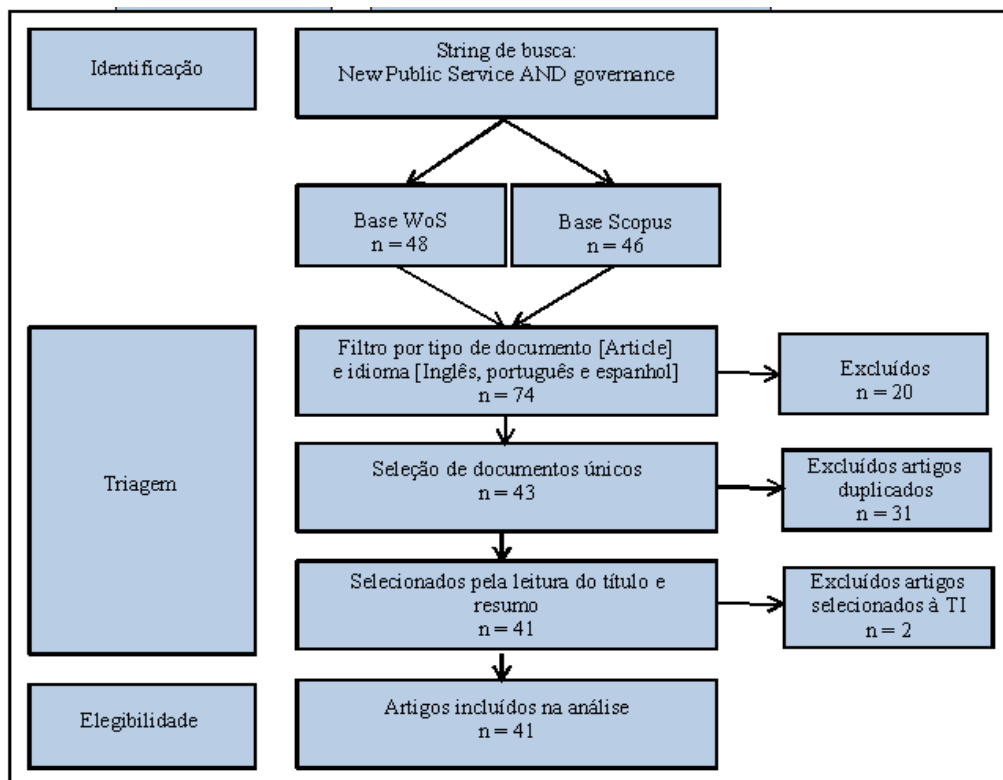 Identificação
String de busca:
New Public Service AND governance
Base WoS
n = 48
Base Scopus
n = 46
Triagem
Filtro por tipo de documento [Article]
e idioma [Inglês, português e espanhol]
n = 74
Excluídos
n = 20
Seleção de documentos únicos
n = 43
Excluídos artigos
duplicados
n = 31
Selecionados pela leitura do título e
resumo
n = 41
Excluídos artigos
selecionados à TI
n = 2
Elegibilidade
Artigos incluídos na análise
n = 41